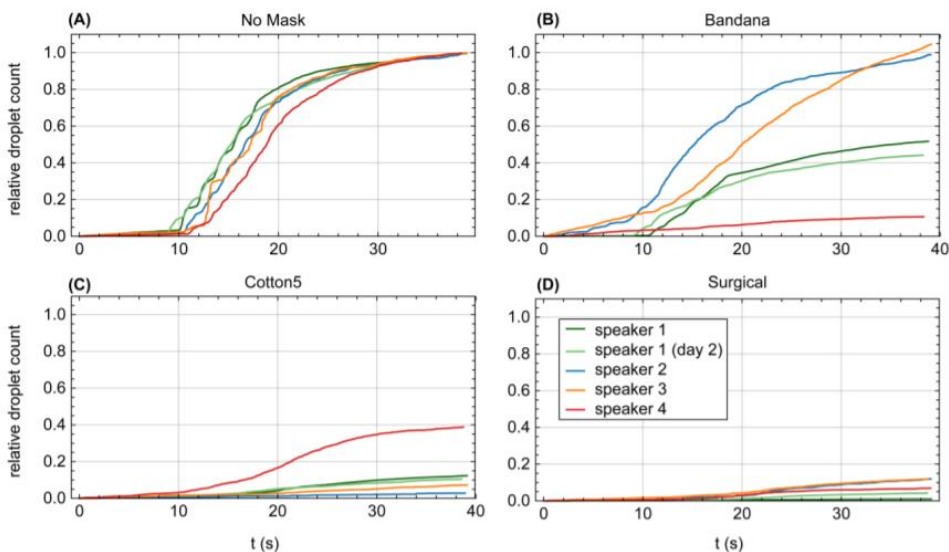 (A) No Mask
(B) Bandana
relative droplet count
1.0
0.8
0.6
0.4
0.2
0.0
0 10 20 30
1.0
0.8
0.6
0.4
0.2
0.0
0 10 20 30 40
(C) Cotton5
(D) Surgical
relative droplet count
1.0
0.8
0.6
0.4
0.2
0.0
0 10 20 30 40
t (s)
1.0
0.8
0.6
0.4
0.2
0.0
speaker 1
speaker 1 (day 2)
speaker 2
speaker 3
speaker 4
0 10 20 30 40
t (s)